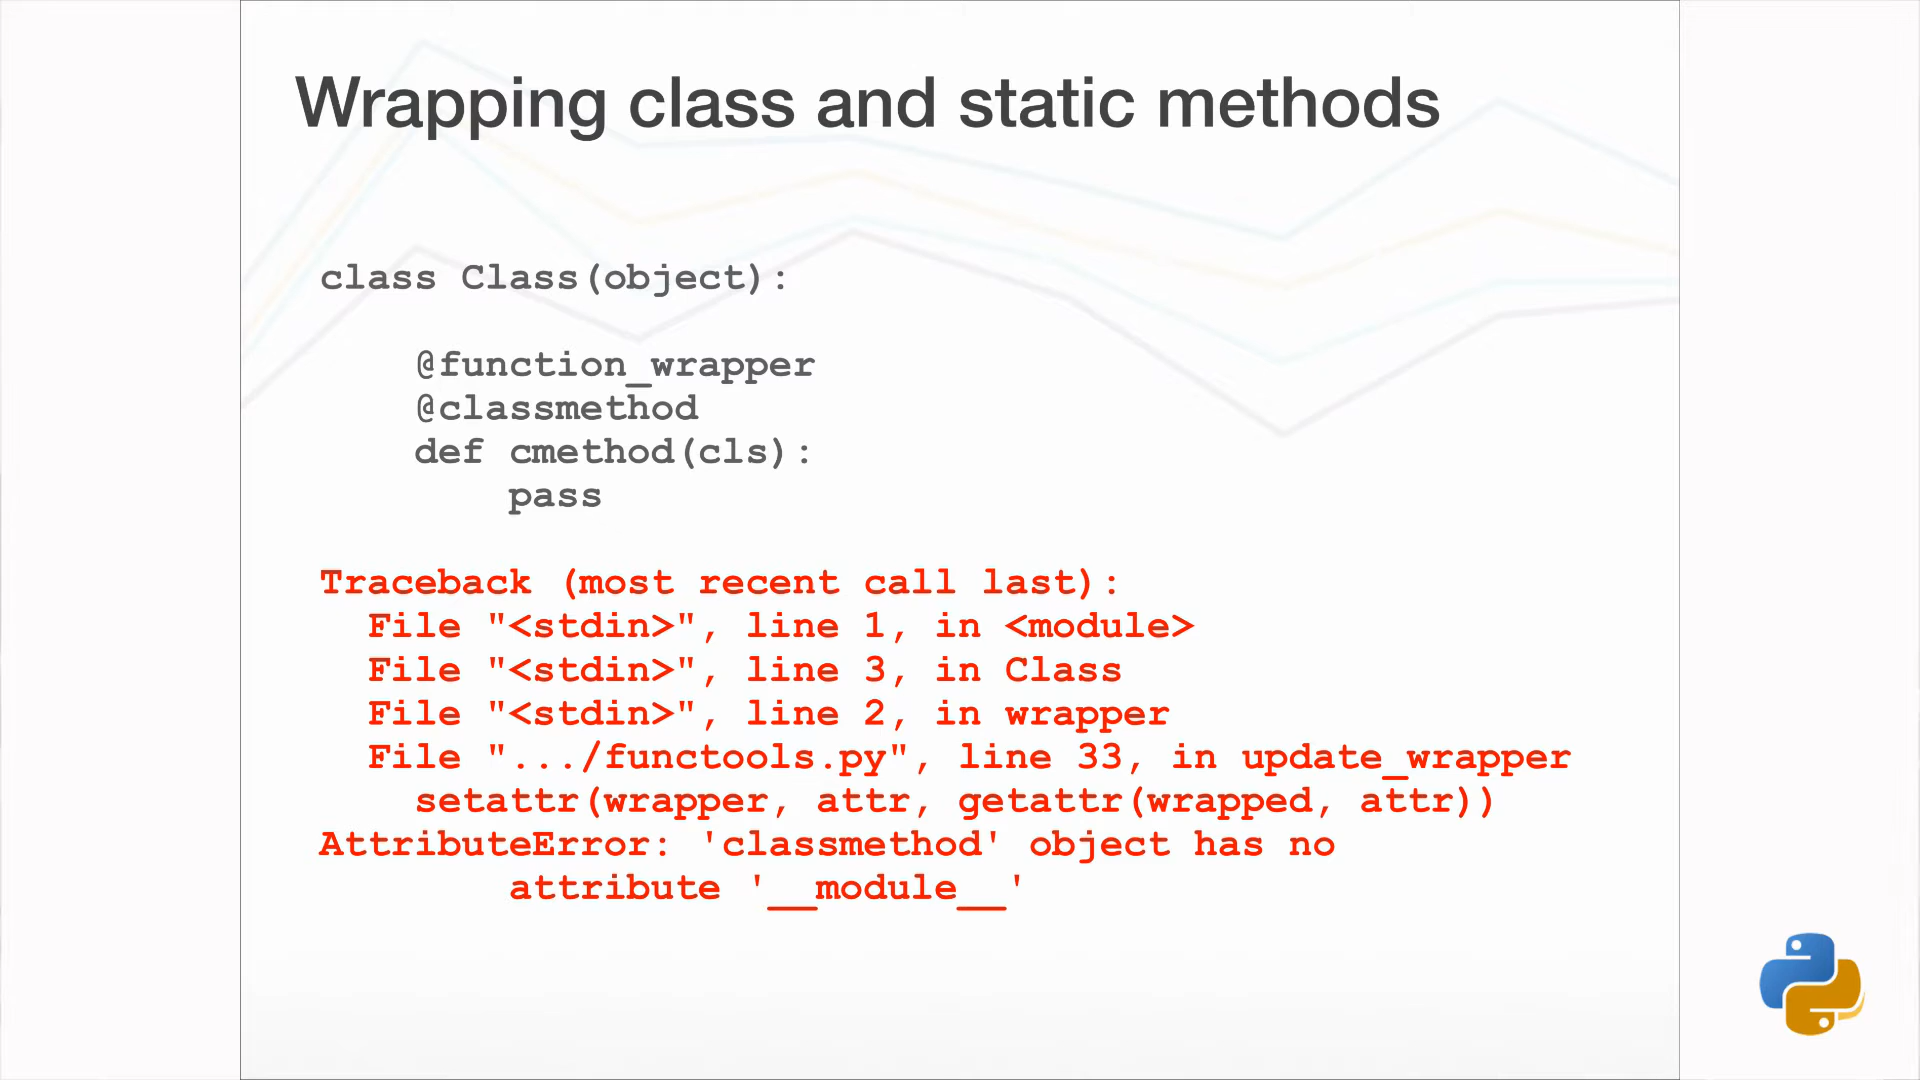 Wrapping class and static methods
class Class(object):
@function_wrapper
@classmethod
def cmethod(cls):
pass
Traceback (most recent call last):
File "<stdin>", line 1, in <module>
File "<stdin>", line 3, in Class
File "<stdin>", line 2, in wrapper
File ".../functools.py", line 33, in update_wrapper
setattr(wrapper, attr, getattr(wrapped, attr))
AttributeError: 'classmethod' object has no
attribute '__module__'